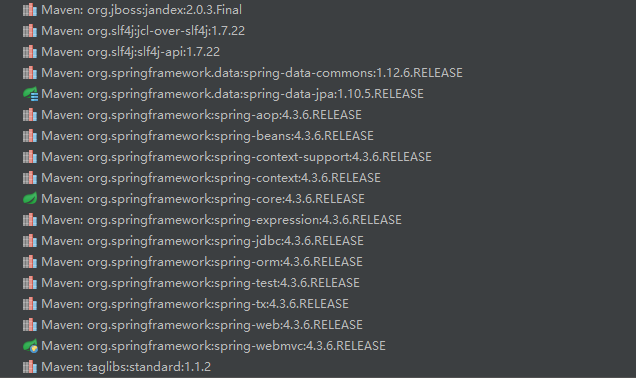 Maven: org.jboss:jandex:2.0.3.Final
Maven: org.slf4j:jcl-over-slf4j:1.7.22
Maven: org.slf4j:slf4j-api:1.7.22
Maven: org.springframework.data:spring-data-commons:1.12.6.RELEASE
Maven: org.springframework.data:spring-data-jpa:1.10.5.RELEASE
Maven: org.springframework:spring-aop:4.3.6.RELEASE
Maven: org.springframework:spring-beans:4.3.6.RELEASE
Maven: org.springframework:spring-context-support:4.3.6.RELEASE
Maven: org.springframework:spring-context:4.3.6.RELEASE
Maven: org.springframework:spring-core:4.3.6.RELEASE
Maven: org.springframework:spring-expression:4.3.6.RELEASE
Maven: org.springframework:spring-jdbc:4.3.6.RELEASE
Maven: org.springframework:spring-orm:4.3.6.RELEASE
Maven: org.springframework:spring-test:4.3.6.RELEASE
Maven: org.springframework:spring-tx:4.3.6.RELEASE
Maven: org.springframework:spring-web:4.3.6.RELEASE
Maven: org.springframework:spring-webmvc:4.3.6.RELEASE
Maven: taglibs:standard:1.1.2